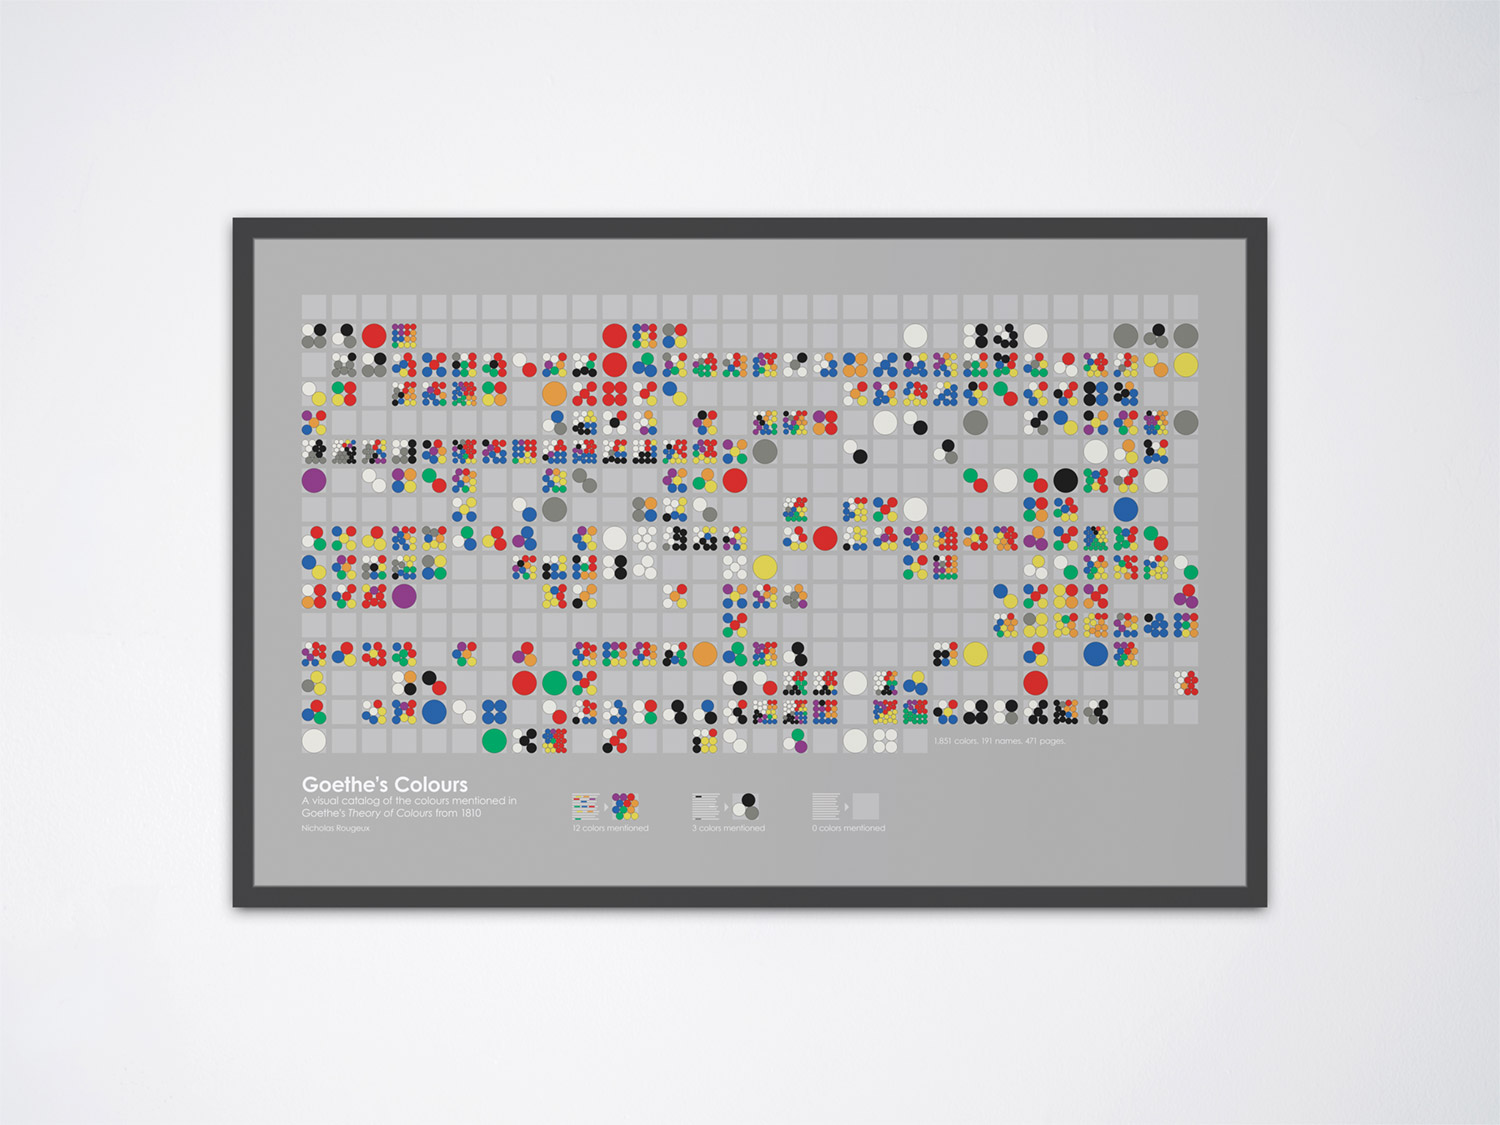 1,851 colors. 191 names. 471 pages.
Goethe's Colours
A visual catalog of the colours mentioned in
Goethe's Theory of Colours from 1810
Nicholas Rougeux
12 colors mentioned
3 colors mentioned
0 colors mentioned